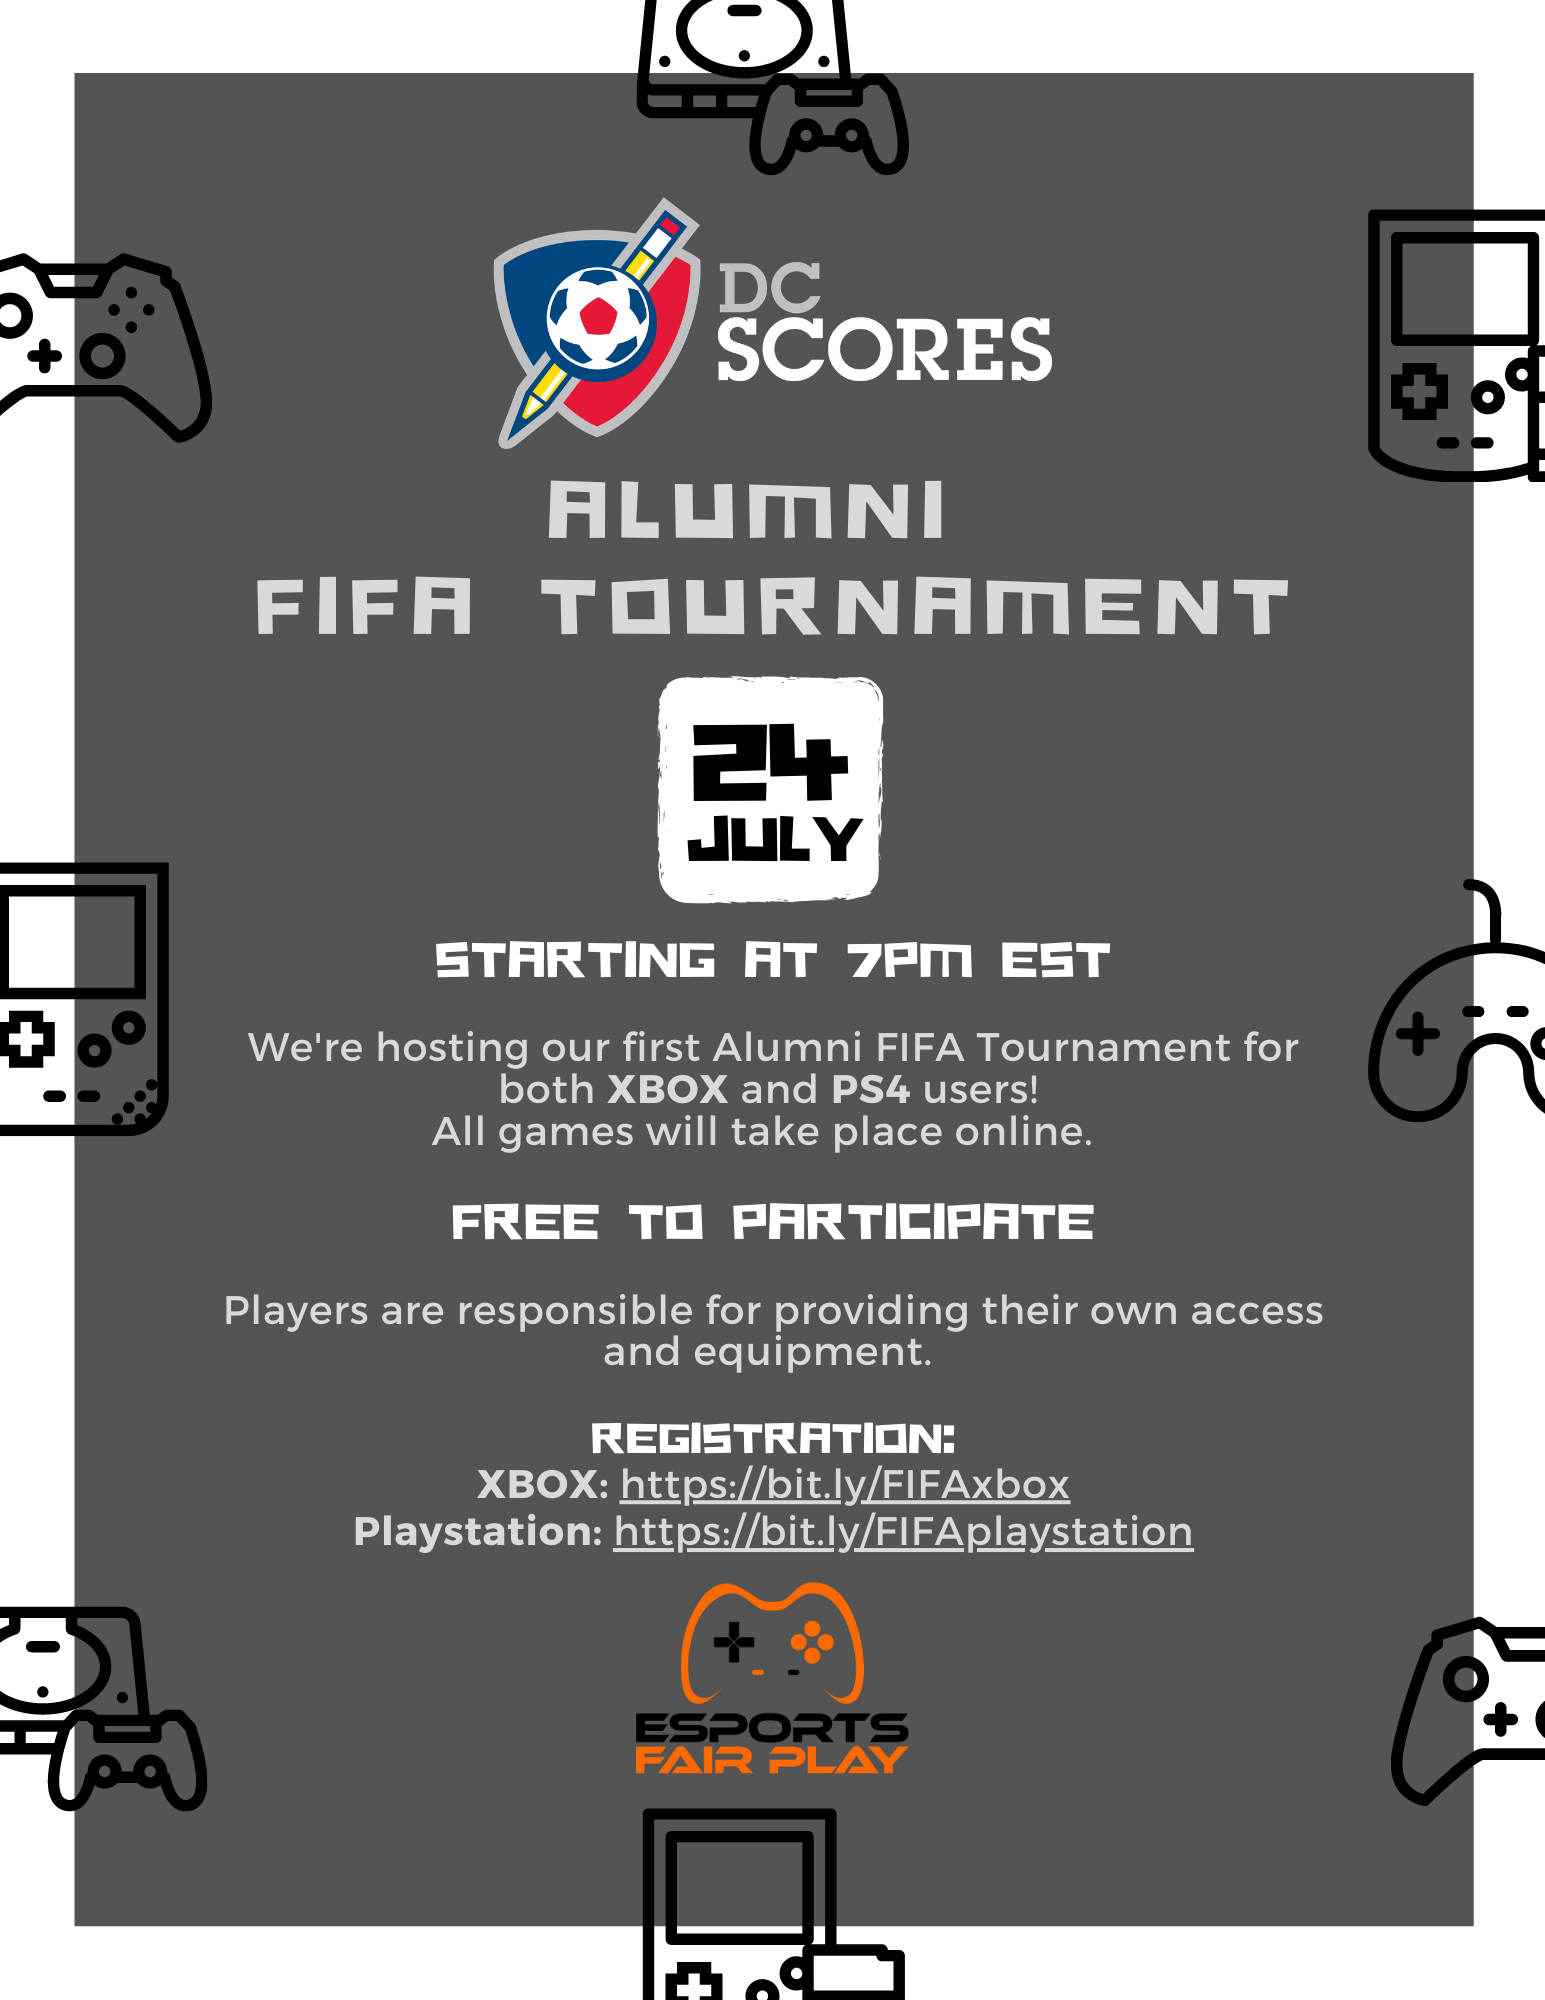 DC
SCORES
ALUMNI
FIFA TOURNAMENT
24
JULY
STARTING AT 7PM EST
We're hosting our first Alumni FIFA Tournament for
both XBOX and PS4 users!
All games will take place online.
FREE TO PARTICIPATE
Players are responsible for providing their own access
and equipment.
REGISTRATION:
XBOX: https://bit.ly/FIFAxbox
Playstation: https://bit.ly/FIFAplaystation
ESPORTS
FAIR PLAY